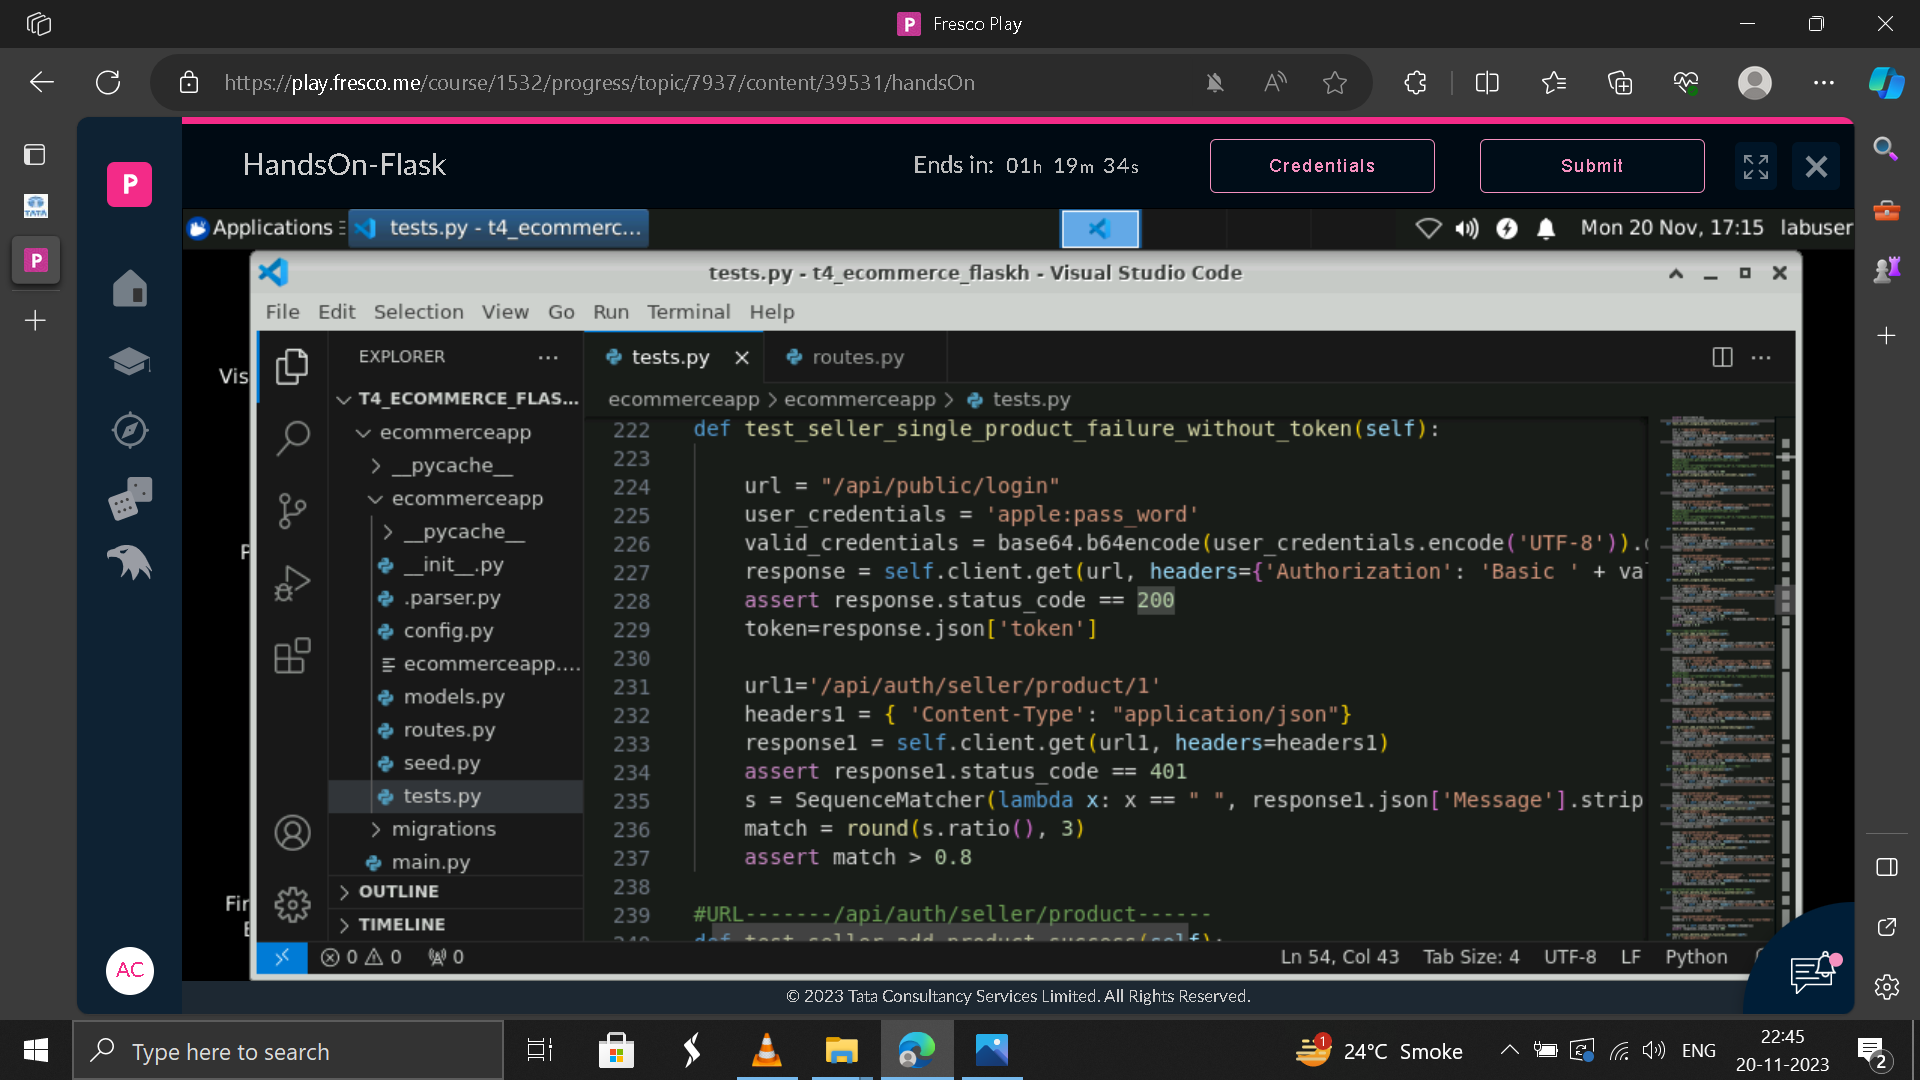 Fresco Play
https://play.fresco.me/course/1532/progress/topic/7937/content/39531/handsOn
HandsOn-Flask
Ends in: 01h 19m 34s
Credentials
Submit
Applications
tests.py - t4_ecommerc...
Mon 20 Nov, 17:15 labuser
tests.py - t4_ecommerce_flaskh - Visual Studio Code
File Edit Selection View Go Run Terminal Help
EXPLORER
tests.py
routes.py
T4_ECOMMERCE_FLAS...
ecommerceapp > ecommerceapp > tests.py
ecommerceapp
__pycache__
ecommerceapp
__pycache__
__init__.py
.parser.py
config.py
ecommerceapp....
models.py
routes.py
seed.py
tests.py
migrations
main.py
OUTLINE
TIMELINE
222 def test_seller_single_product_failure_without_token(self):
223
224 url = "/api/public/login"
225 user_credentials = 'apple:pass_word'
226 valid_credentials = base64.b64encode(user_credentials.encode('UTF-8')).
227 response = self.client.get(url, headers={'Authorization': 'Basic ' + va
228 assert response.status_code == 200
229 token=response.json['token']
230
231 url1='/api/auth/seller/product/1'
232 headers1 = { 'Content-Type': "application/json"}
233 response1 = self.client.get(url1, headers=headers1)
234 assert response1.status_code == 401
235 s = SequenceMatcher(lambda x: x == " ", response1.json['Message'].strip
236 match = round(s.ratio(), 3)
237 assert match > 0.8
238
239 #URL-------/api/auth/seller/product------
240 def test_seller_add_product_success(self):
Vis
P
Fir
E
0 0 0
Ln 54, Col 43 Tab Size: 4 UTF-8 LF Python
AC
© 2023 Tata Consultancy Services Limited. All Rights Reserved.
Type here to search
1
24°C Smoke
ENG
22:45
20-11-2023
2